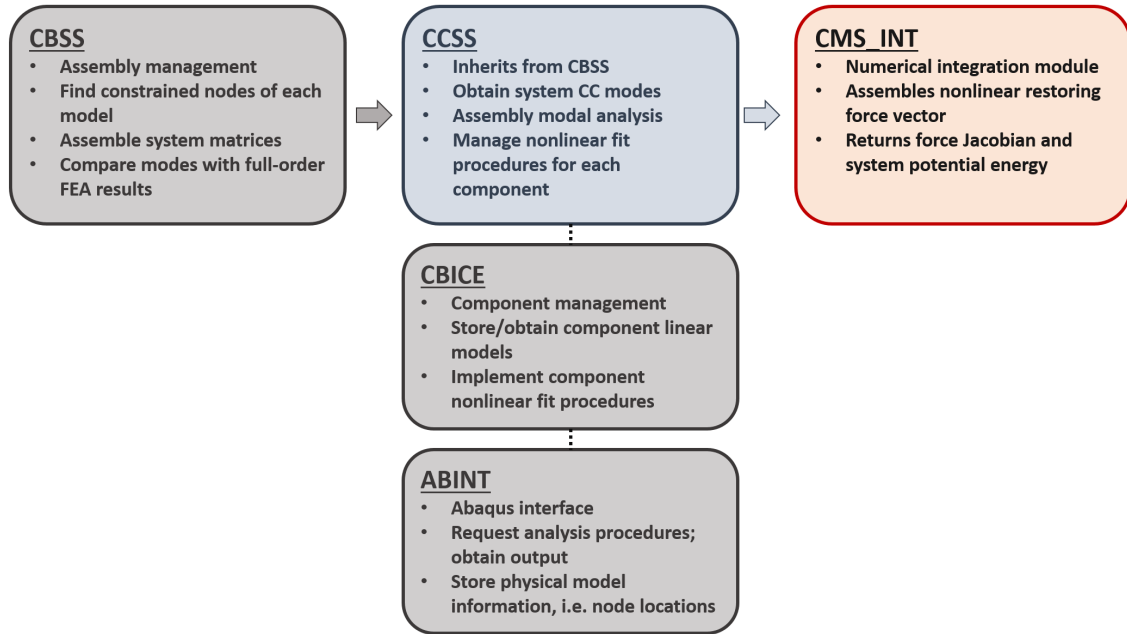 CBSS
• Assembly management
• Find constrained nodes of each
model
• Assemble system matrices
• Compare modes with full-order
FEA results
CCSS
• Inherits from CBSS
• Obtain system CC modes
• Assembly modal analysis
• Manage nonlinear fit
procedures for each
component
CMS_INT
• Numerical integration module
• Assembles nonlinear restoring
force vector
• Returns force Jacobian and
system potential energy
CBICE
• Component management
• Store/obtain component linear
models
• Implement component
nonlinear fit procedures
ABINT
• Abaqus interface
• Request analysis procedures;
obtain output
• Store physical model
information, i.e. node locations